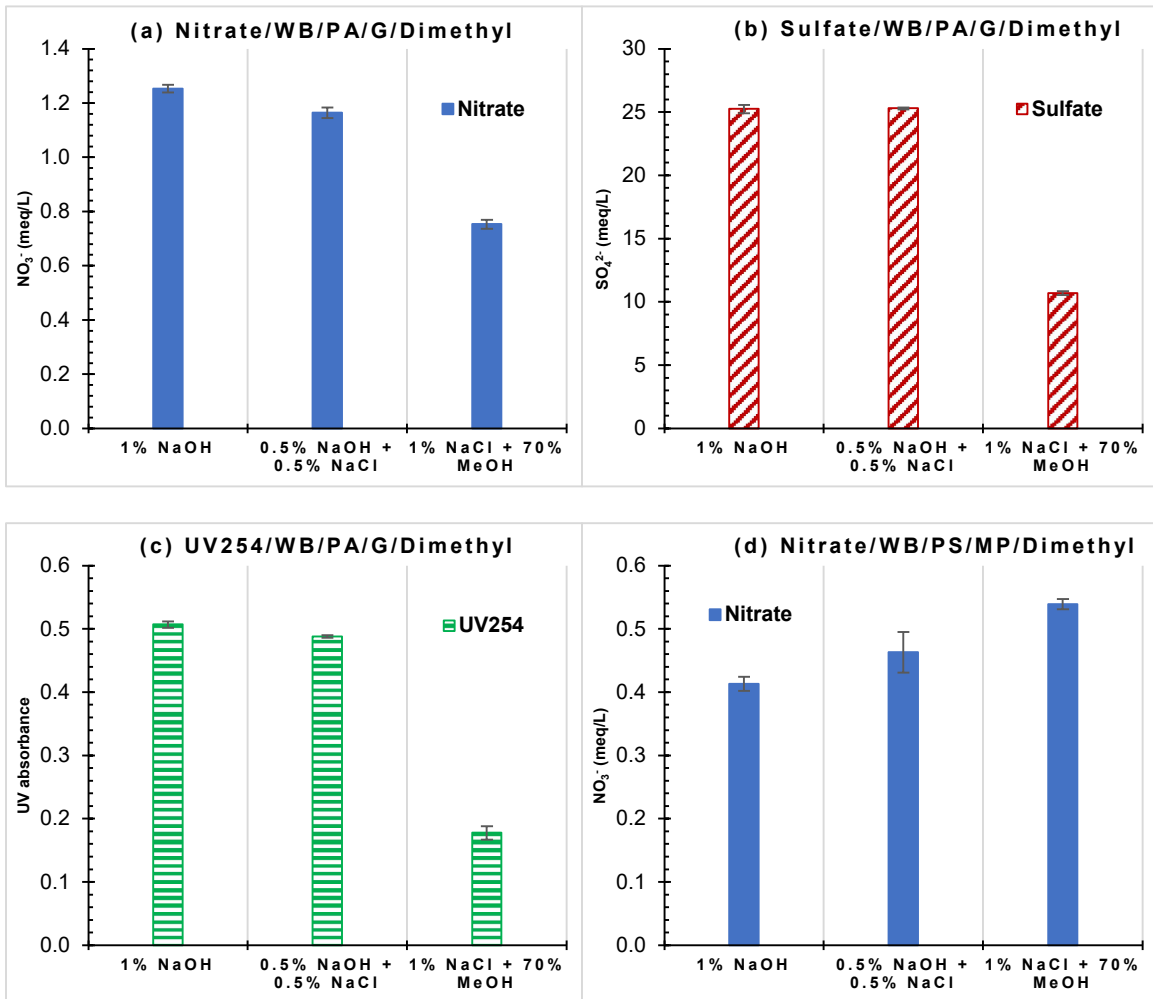 (a) Nitrate/WB/PA/G/Dimethyl
1.4
1.2
1.0
0.8
0.6
0.4
0.2
0.0
NO₃⁻ (meq/L)
Nitrate
1% NaOH
0.5% NaOH +
0.5% NaCl
1% NaCl + 70%
MeOH
(b) Sulfate/WB/PA/G/Dimethyl
30
25
20
15
10
5
0
SO₄²⁻ (meq/L)
Sulfate
1% NaOH
0.5% NaOH +
0.5% NaCl
1% NaCl + 70%
MeOH
(c) UV254/WB/PA/G/Dimethyl
0.6
0.5
0.4
0.3
0.2
0.1
0.0
UV absorbance
UV254
1% NaOH
0.5% NaOH +
0.5% NaCl
1% NaCl + 70%
MeOH
(d) Nitrate/WB/PS/MP/Dimethyl
0.6
0.5
0.4
0.3
0.2
0.1
0.0
NO₃⁻ (meq/L)
Nitrate
1% NaOH
0.5% NaOH +
0.5% NaCl
1% NaCl + 70%
MeOH